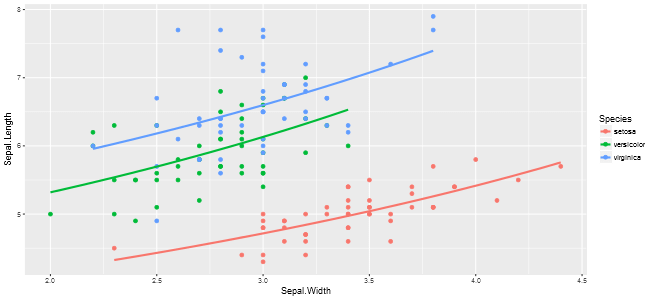 8
7
6
5
Sepal.Length
2.0 2.5 3.0 3.5 4.0 4.5
Sepal.Width
Species
setosa
versicolor
virginica